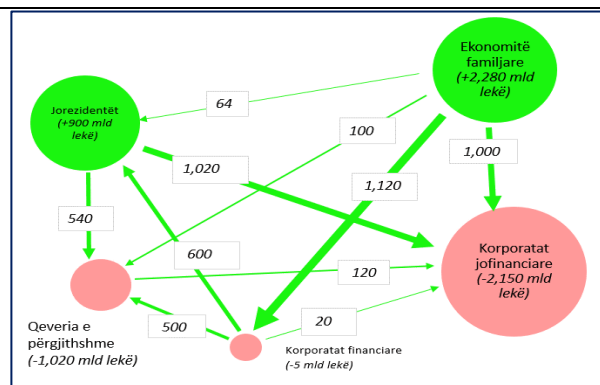 Ekonomitë
familjare
(+2,280 mld
lekë)
64
Jorezidentët
(+900 mld
lekë)
100
1,020
1,000
1,120
540
600
Korporatat
jofinanciare
(-2,150 mld
lekë)
120
500
20
Qeveria e
përgjithshme
(-1,020 mld lekë)
Korporatat financiare
(-5 mld lekë)